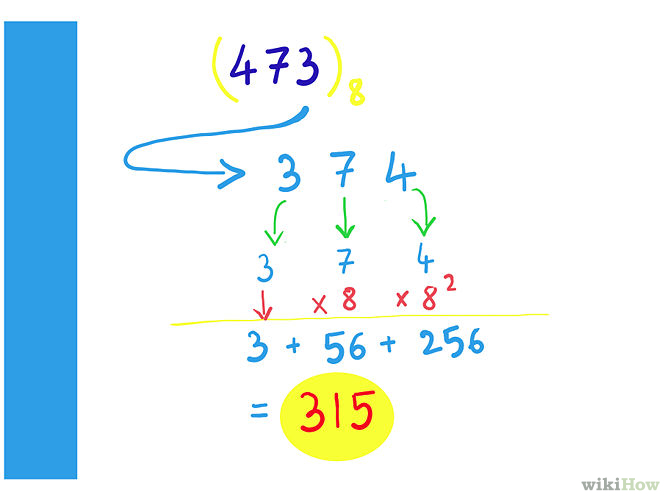 (473)8
3 7 4
3 7 4
× 8 × 8²
3 + 56 + 256
= 315
wikiHow